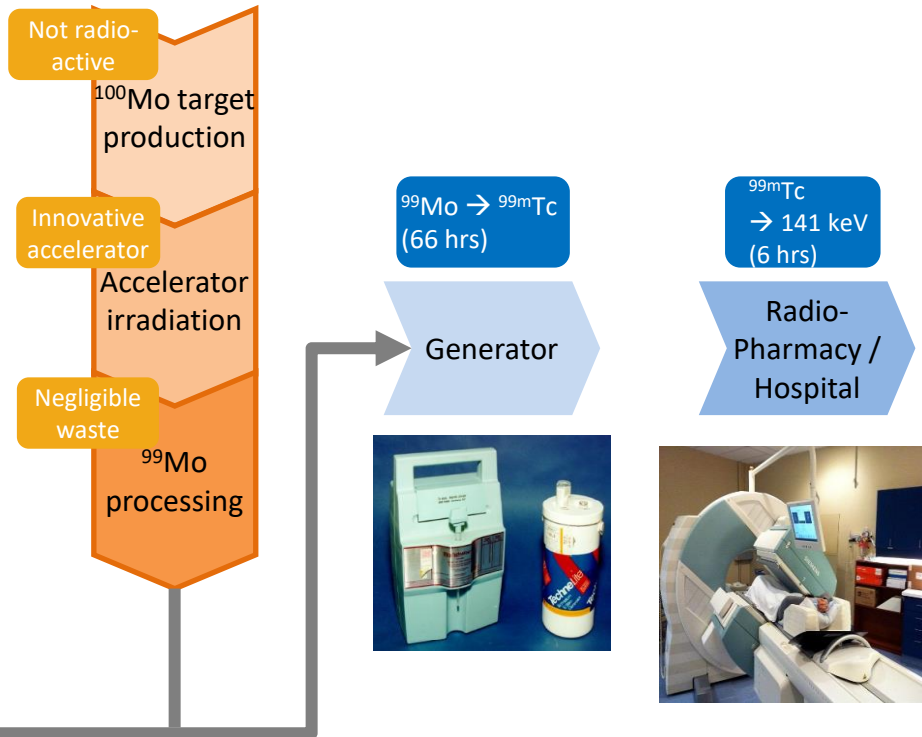 Not radio-
active
¹⁰⁰Mo target
production
Innovative
accelerator
Accelerator
irradiation
Negligible
waste
⁹⁹Mo
processing
⁹⁹Mo → ⁹⁹ᵐTc
(66 hrs)
Generator
⁹⁹ᵐTc
→ 141 keV
(6 hrs)
Radio-
Pharmacy /
Hospital
TechneLite